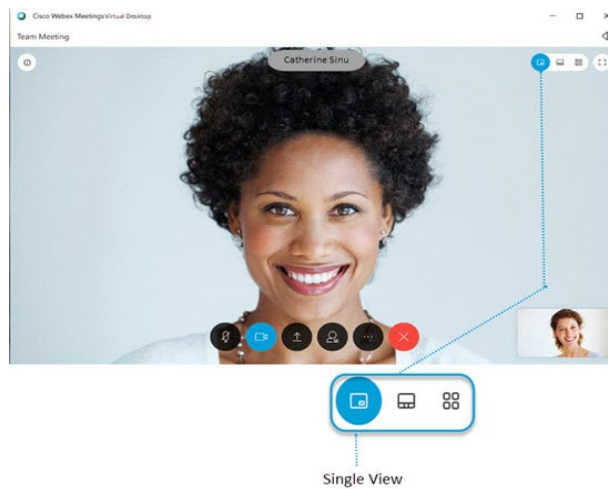 Cisco Webex Meetings Virtual Desktop
Team Meeting
Catherine Sinu
Single View